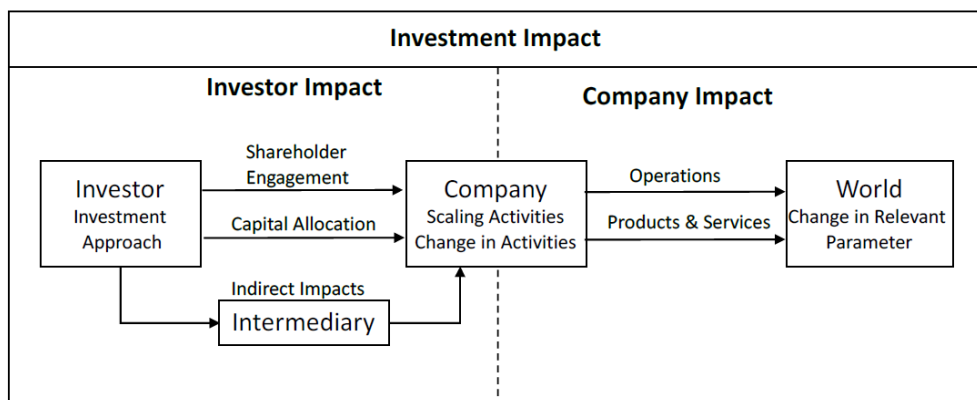 Investment Impact
Investor Impact
Company Impact
Shareholder
Engagement
Investor
Investment
Approach
Capital Allocation
Indirect Impacts
Intermediary
Company
Scaling Activities
Change in Activities
Operations
Products & Services
World
Change in Relevant
Parameter